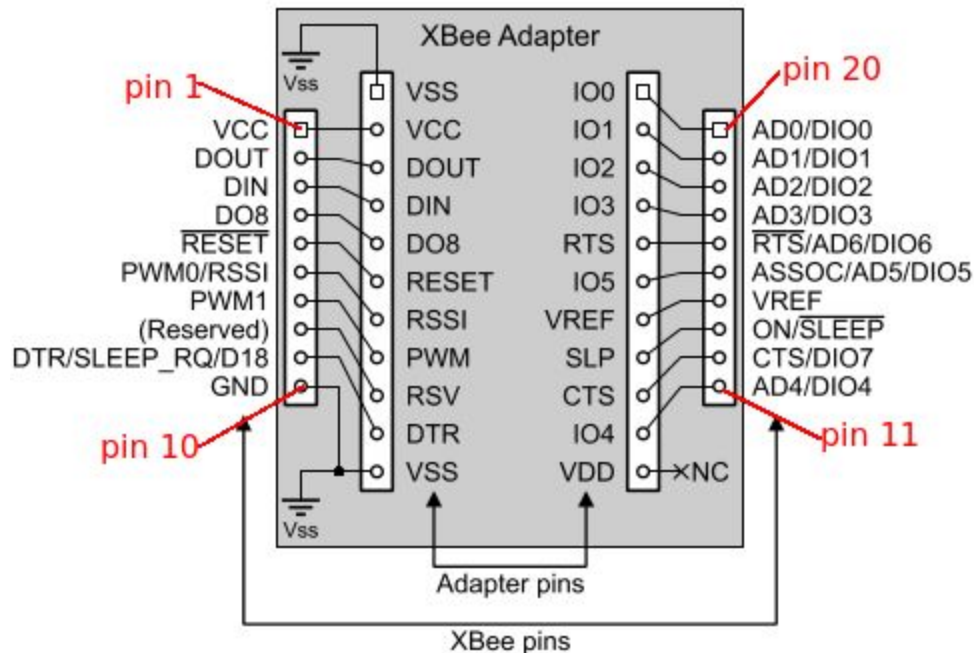 XBee Adapter
Vss
pin 1
pin 20
VCC
DOUT
DIN
DO8
RESET
PWM0/RSSI
PWM1
(Reserved)
DTR/SLEEP_RQ/D18
GND
pin 10
Vss
VSS
VCC
DOUT
DIN
DO8
RESET
RSSI
PWM
RSV
DTR
VSS
IO0
IO1
IO2
IO3
RTS
IO5
VREF
SLP
CTS
IO4
VDD
NC
AD0/DIO0
AD1/DIO1
AD2/DIO2
AD3/DIO3
RTS/AD6/DIO6
ASSOC/AD5/DIO5
VREF
ON/SLEEP
CTS/DIO7
AD4/DIO4
pin 11
Adapter pins
XBee pins